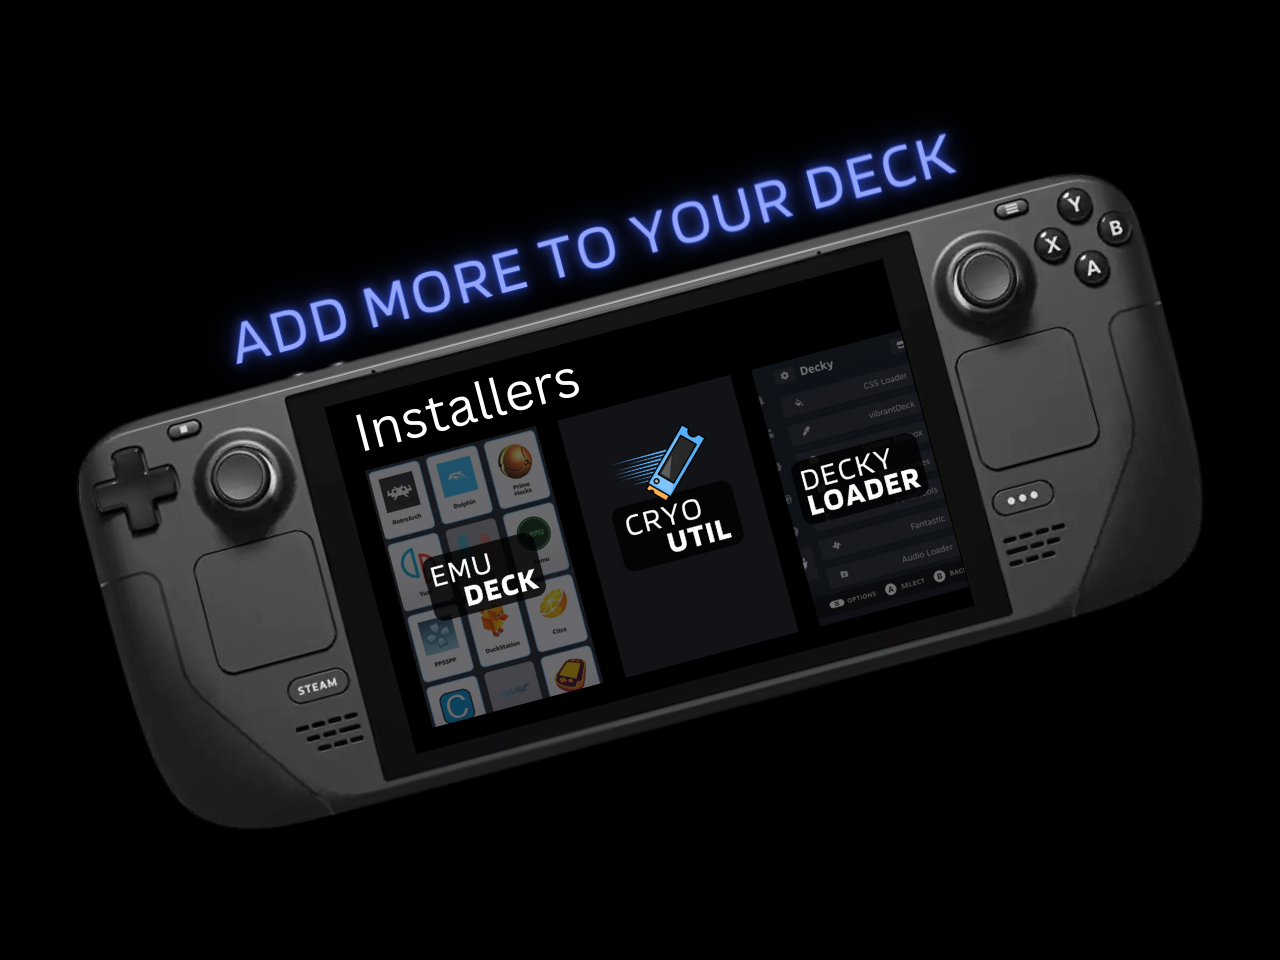 ADD MORE TO YOUR DECK
Y
X
B
A
Installers
RetroArch
Dolphin
Prime
Hacks
EMU
DECK
PPSSPP
DuckStation
Citra
C
CRYO
UTIL
Decky
CSS Loader
vibrantDeck
DECKY
LOADER
Fantastic
Audio Loader
OPTIONS
A SELECT
B BACK
STEAM